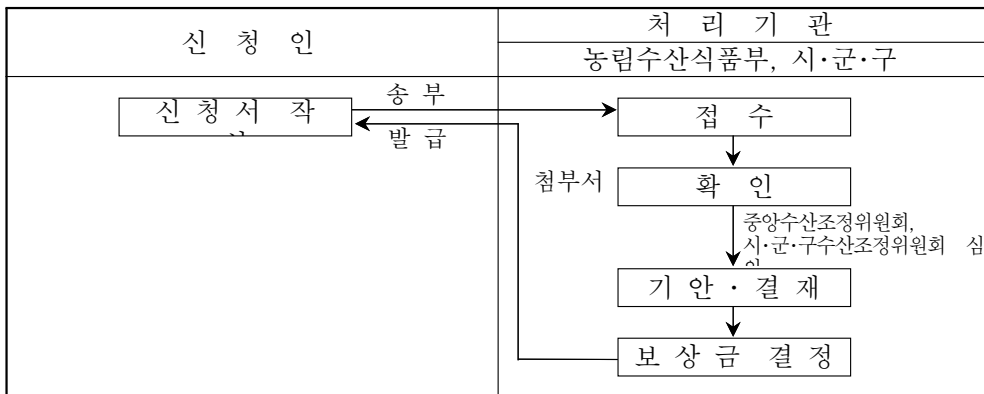 신 청 인
처 리 기 관
농림수산식품부, 시·군·구
송 부
신 청 서 작
접 수
발 급
첨부서
확 인
중앙수산조정위원회,
시·군·구수산조정위원회 심
기 안 · 결 재
보 상 금 결 정